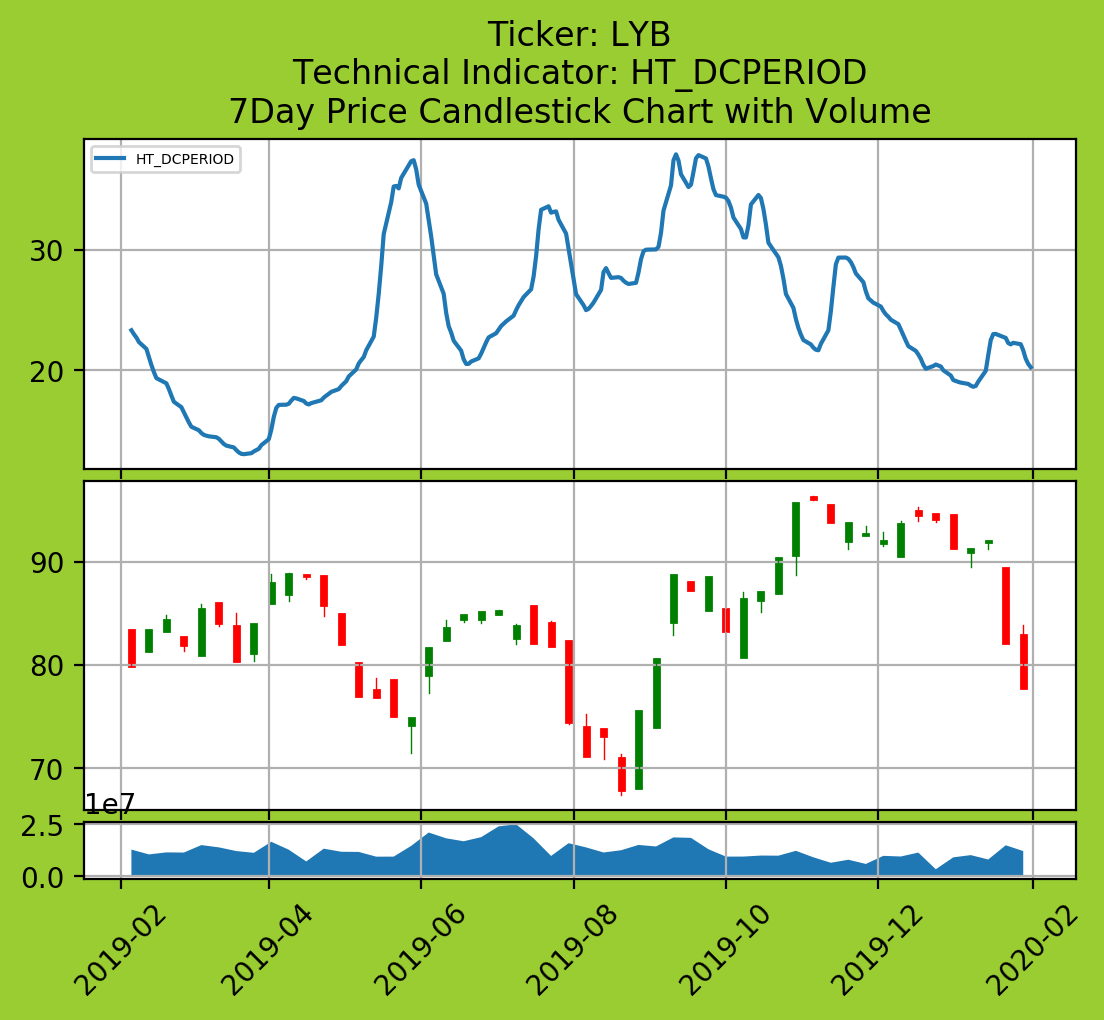 Ticker: LYB
Technical Indicator: HT_DCPERIOD
7Day Price Candlestick Chart with Volume
HT_DCPERIOD
30
20
90
80
70
1e7
2.5
0.0
2019-02
2019-04
2019-06
2019-08
2019-10
2019-12
2020-02